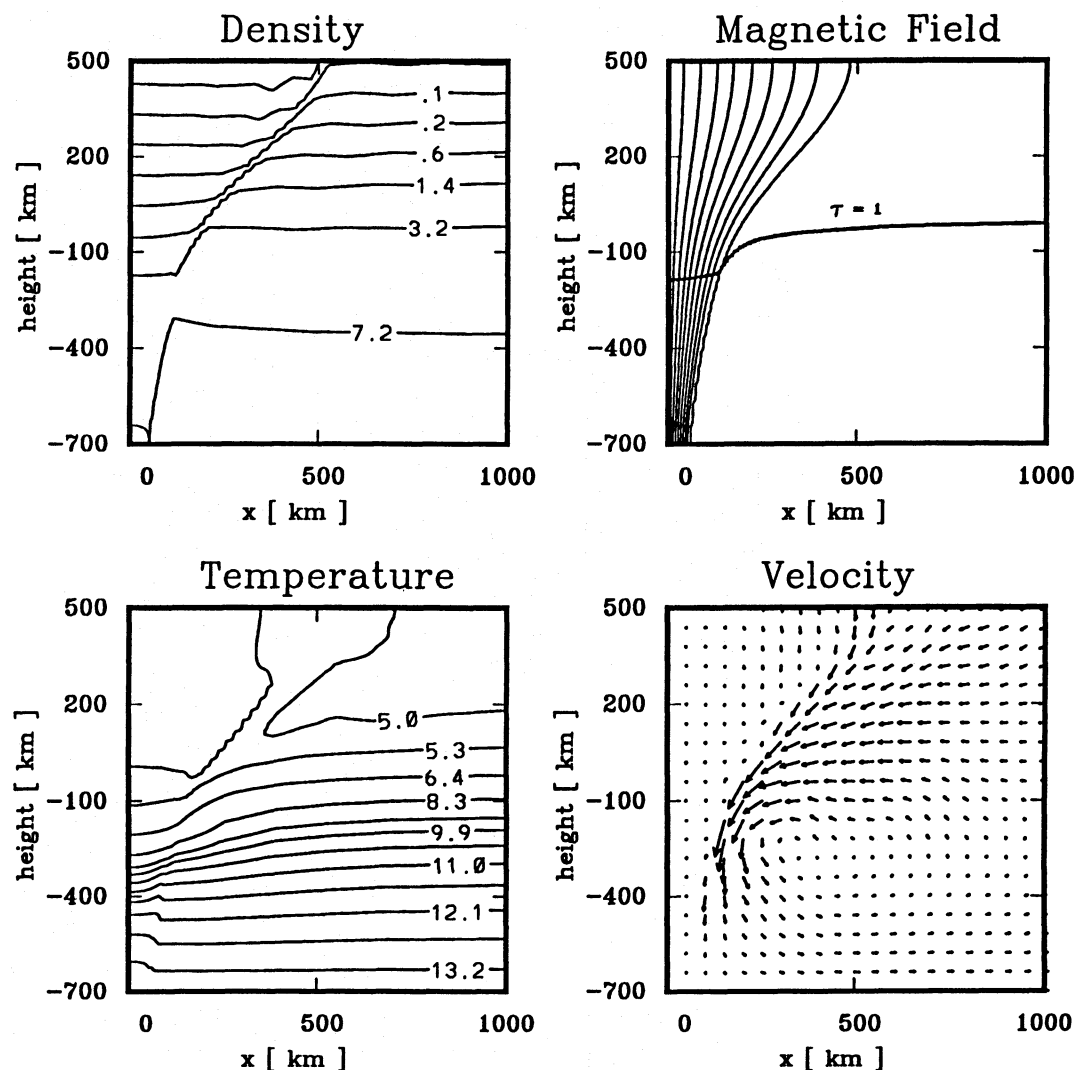 Density
500
200
−100
−400
−700
height [ km ]
.1
.2
.6
1.4
3.2
7.2
0 500 1000
x [ km ]
Magnetic Field
500
200
−100
−400
−700
height [ km ]
τ = 1
0 500 1000
x [ km ]
Temperature
500
200
−100
−400
−700
height [ km ]
5.0
5.3
6.4
8.3
9.9
11.0
12.1
13.2
0 500 1000
x [ km ]
Velocity
500
200
−100
−400
−700
height [ km ]
0 500 1000
x [ km ]